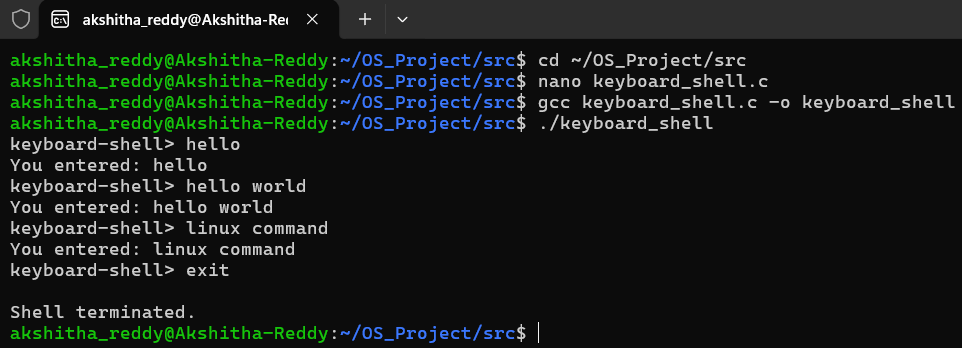 akshitha_reddy@Akshitha-Re
akshitha_reddy@Akshitha-Reddy:~/OS_Project/src$ cd ~/OS_Project/src
akshitha_reddy@Akshitha-Reddy:~/OS_Project/src$ nano keyboard_shell.c
akshitha_reddy@Akshitha-Reddy:~/OS_Project/src$ gcc keyboard_shell.c -o keyboard_shell
akshitha_reddy@Akshitha-Reddy:~/OS_Project/src$ ./keyboard_shell
keyboard-shell> hello
You entered: hello
keyboard-shell> hello world
You entered: hello world
keyboard-shell> linux command
You entered: linux command
keyboard-shell> exit
Shell terminated.
akshitha_reddy@Akshitha-Reddy:~/OS_Project/src$